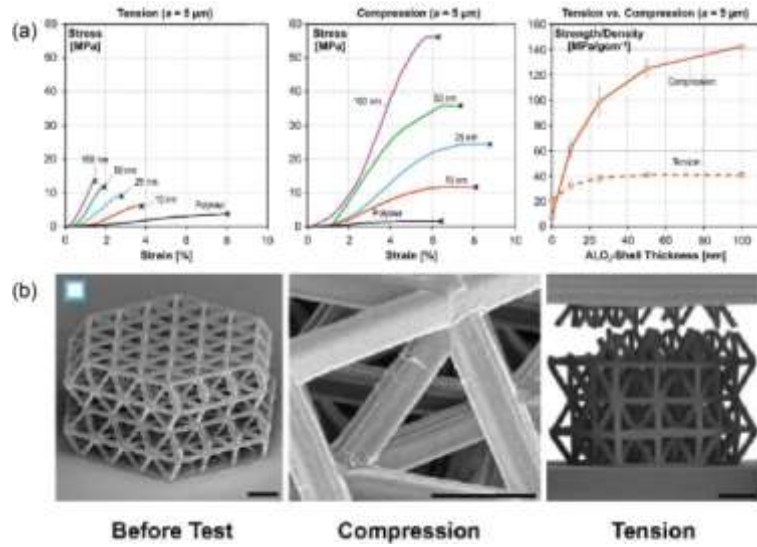 (a)
Tension (a = 5 µm)
Stress
[MPa]
60
50
40
30
20
10
0
100 nm
50 nm
25 nm
10 nm
Polymer
0 2 4 6 8 10
Strain [%]
Compression (a = 5 µm)
Stress
[MPa]
60
50
40
30
20
10
0
100 nm
50 nm
25 nm
10 nm
Polymer
0 2 4 6 8 10
Strain [%]
Tension vs. Compression (a = 5 µm)
Strength/Density
[MPa/gcm⁻³]
160
140
120
100
80
60
40
20
0
Compression
Tension
0 20 40 60 80 100
Al₂O₃-Shell Thickness [nm]
(b)
Before Test
Compression
Tension